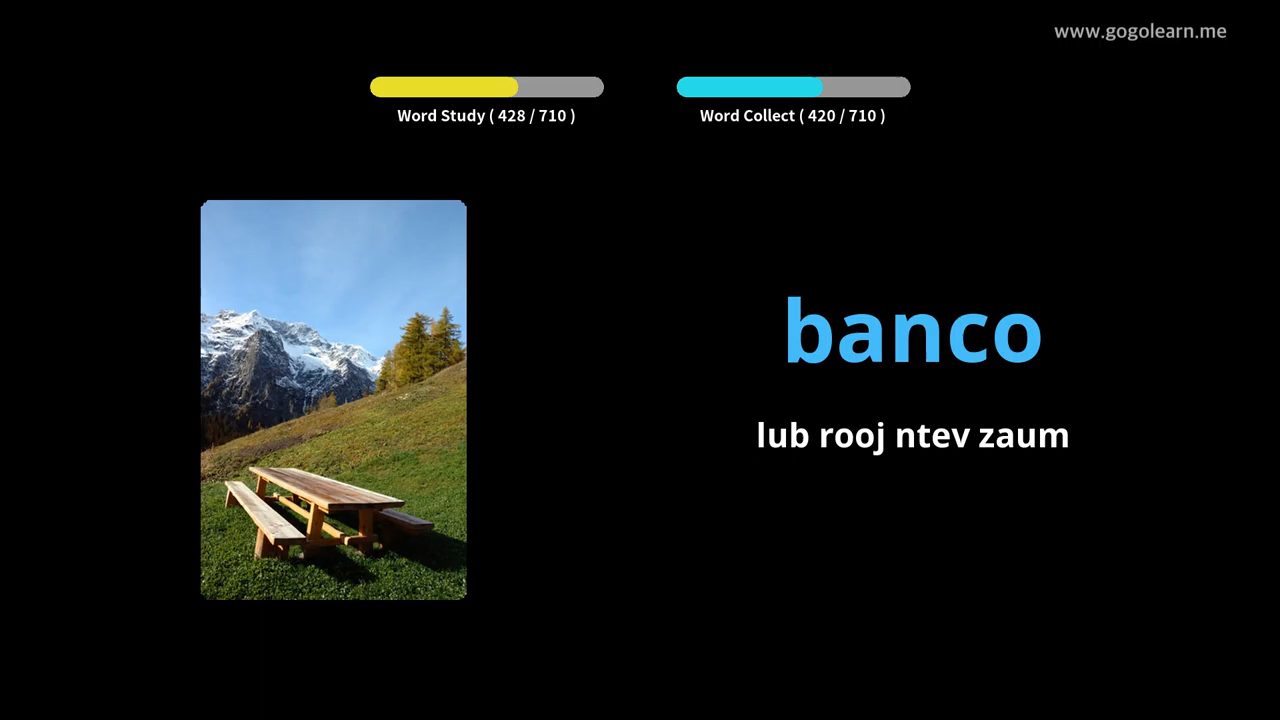 www.gogolearn.me
Word Study ( 428 / 710 )
Word Collect ( 420 / 710 )
banco
lub rooj ntev zaum